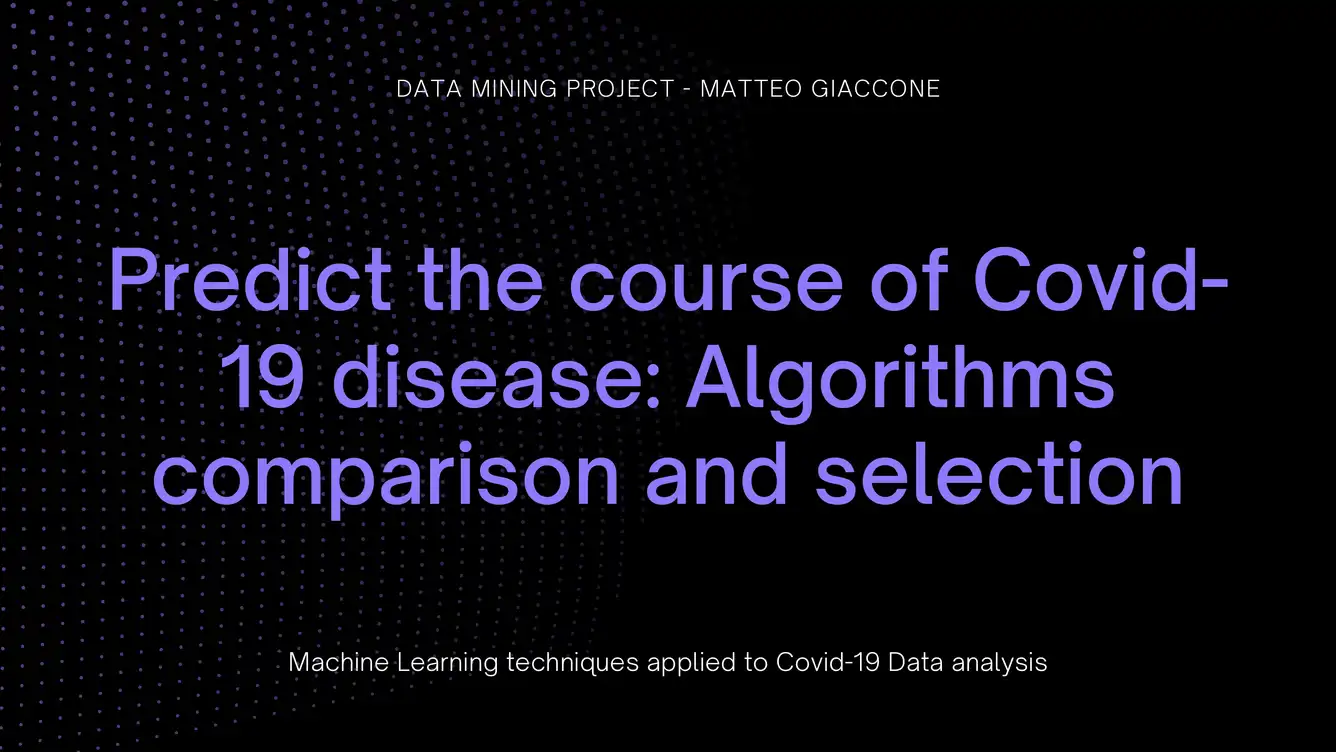 DATA MINING PROJECT - MATTEO GIACCONE
Predict the course of Covid-
19 disease: Algorithms
comparison and selection
Machine Learning techniques applied to Covid-19 Data analysis